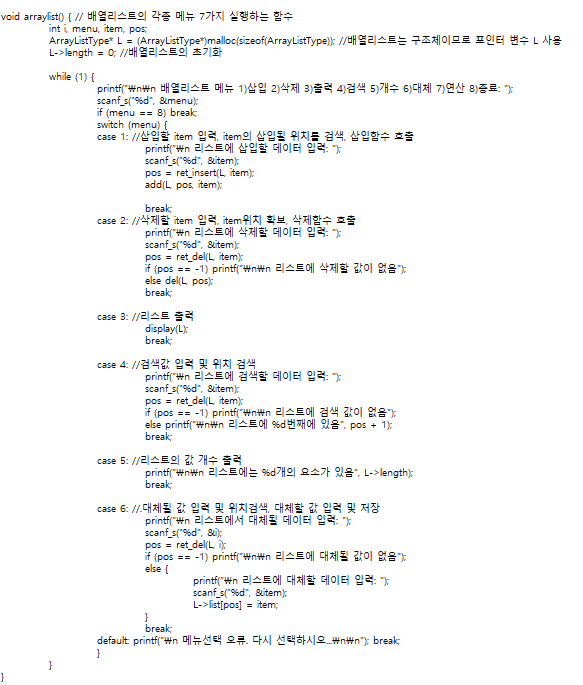 void arraylist() { // 배열리스트의 각종 메뉴 7가지 실행하는 함수
int i, menu, item, pos;
ArrayListType* L = (ArrayListType*)malloc(sizeof(ArrayListType)); //배열리스트는 구조체이므로 포인터 변수 L 사용
L->length = 0; //배열리스트의 초기화
while (1) {
printf("₩n₩n 배열리스트 메뉴 1)삽입 2)삭제 3)출력 4)검색 5)개수 6)대체 7)연산 8)종료: ");
scanf_s("%d", &menu);
if (menu == 8) break;
switch (menu) {
case 1: //삽입할 item 입력, item의 삽입될 위치를 검색, 삽입함수 호출
printf("₩n 리스트에 삽입할 데이터 입력: ");
scanf_s("%d", &item);
pos = ret_insert(L, item);
add(L, pos, item);
break;
case 2: //삭제할 item 입력, item위치 확보, 삭제함수 호출
printf("₩n 리스트에 삭제할 데이터 입력: ");
scanf_s("%d", &item);
pos = ret_del(L, item);
if (pos == -1) printf("₩n₩n 리스트에 삭제할 값이 없음");
else del(L, pos);
break;
case 3: //리스트 출력
display(L);
break;
case 4: //검색값 입력 및 위치 검색
printf("₩n 리스트에 검색할 데이터 입력: ");
scanf_s("%d", &item);
pos = ret_del(L, item);
if (pos == -1) printf("₩n₩n 리스트에 검색 값이 없음");
else printf("₩n₩n 리스트에 %d번째에 있음", pos + 1);
break;
case 5: //리스트의 값 개수 출력
printf("₩n₩n 리스트에는 %d개의 요소가 있음", L->length);
break;
case 6: //.대체될 값 입력 및 위치검색, 대체할 값 입력 및 저장
printf("₩n 리스트에서 대체될 데이터 입력: ");
scanf_s("%d", &i);
pos = ret_del(L, i);
if (pos == -1) printf("₩n₩n 리스트에 대체될 값이 없음");
else {
printf("₩n 리스트에 대체할 데이터 입력: ");
scanf_s("%d", &item);
L->list[pos] = item;
}
break;
default: printf("₩n 메뉴선택 오류. 다시 선택하시오...₩n₩n"); break;
}
}
}